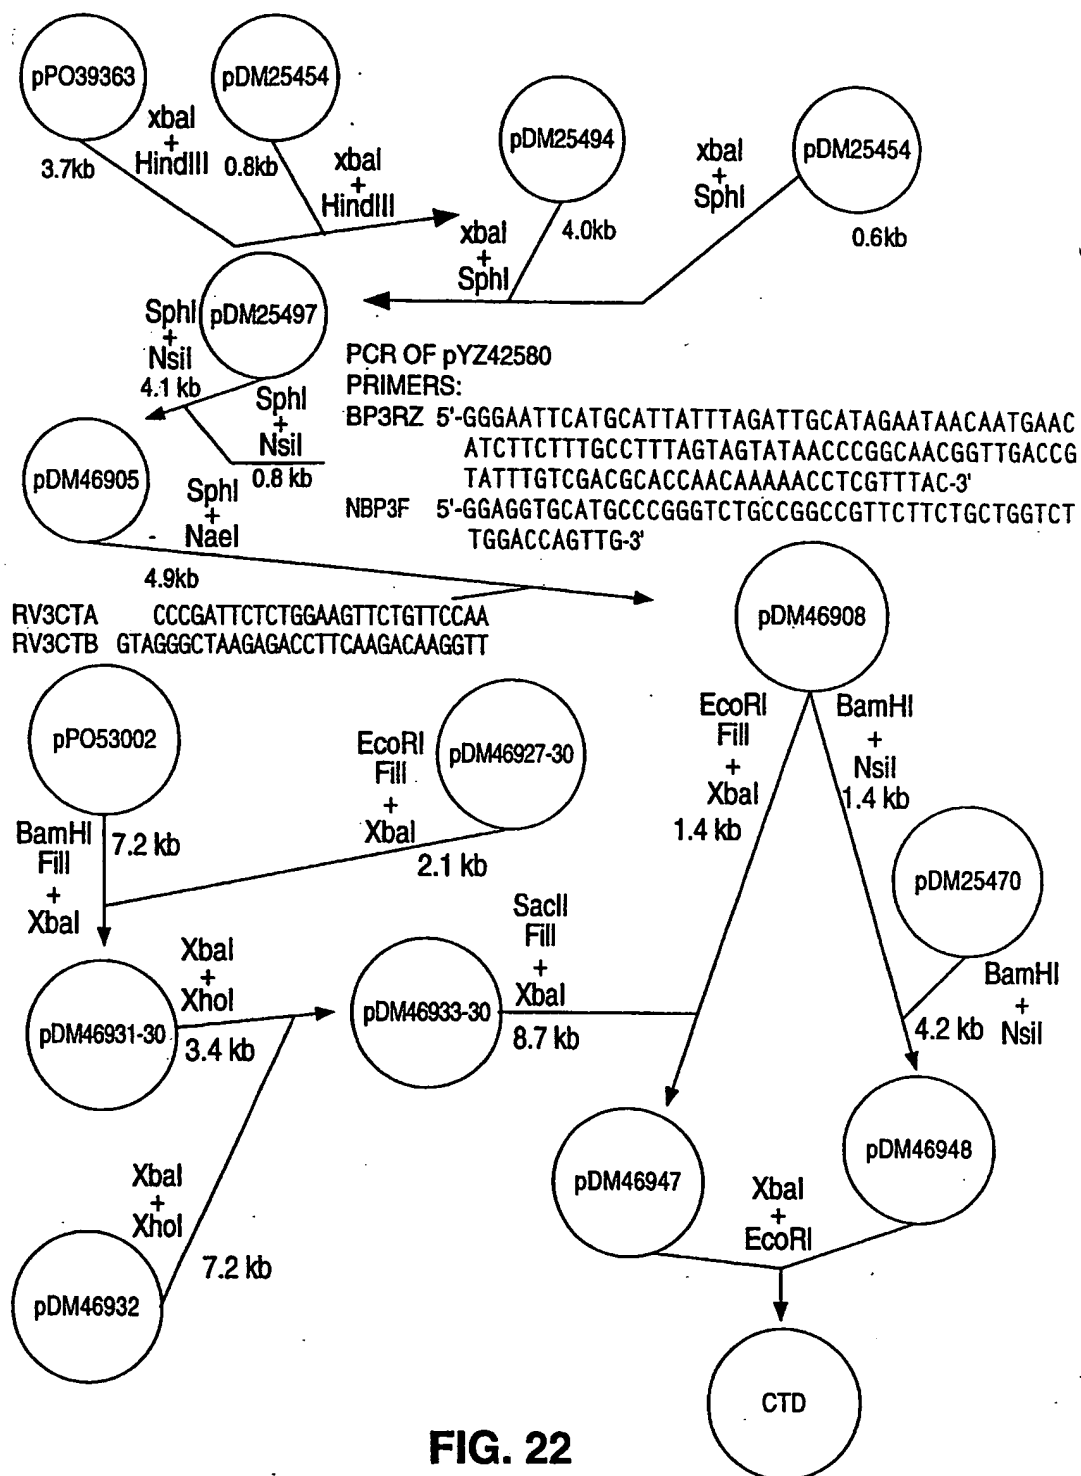 pPO39363
pDM25454
xbaI
+
HindIII
3.7kb
0.8kb
xbaI
+
HindIII
pDM25494
xbaI
+
SphI
4.0kb
xbaI
+
SphI
pDM25454
0.6kb
SphI
+
NsiI
pDM25497
4.1 kb
SphI
+
NsiI
0.8 kb
PCR OF pYZ42580
PRIMERS:
BP3RZ 5'-GGGAATTCATGCATTATTTAGATTGCATAGAATAACAATGAAC
ATCTTCTTTGCCTTTAGTAGTATAACCCGGCAACGGTTGACCG
TATTTGTCGACGCACCAACAAAAACCTCGTTTAC-3'
NBP3F 5'-GGAGGTGCATGCCCGGGTCTGCCGGCCGTTCTTCTGCTGGTCT
TGGACCAGTTG-3'
pDM46905
SphI
+
NaeI
4.9kb
RV3CTA CCCGATTCTCTGGAAGTTCTGTTCCAA
RV3CTB GTAGGGCTAAGAGACCTTCAAGACAAGGTT
pDM46908
pPO53002
EcoRI
Fill
+
XbaI
pDM46927-30
EcoRI
Fill
+
XbaI
1.4 kb
BamHI
+
NsiI
1.4 kb
BamHI
Fill
+
XbaI
7.2 kb
2.1 kb
pDM25470
BamHI
+
NsiI
4.2 kb
pDM46931-30
XbaI
+
XhoI
3.4 kb
pDM46933-30
SacII
Fill
+
XbaI
8.7 kb
pDM46947
pDM46948
XbaI
+
EcoRI
XbaI
+
XhoI
7.2 kb
pDM46932
CTD
FIG. 22